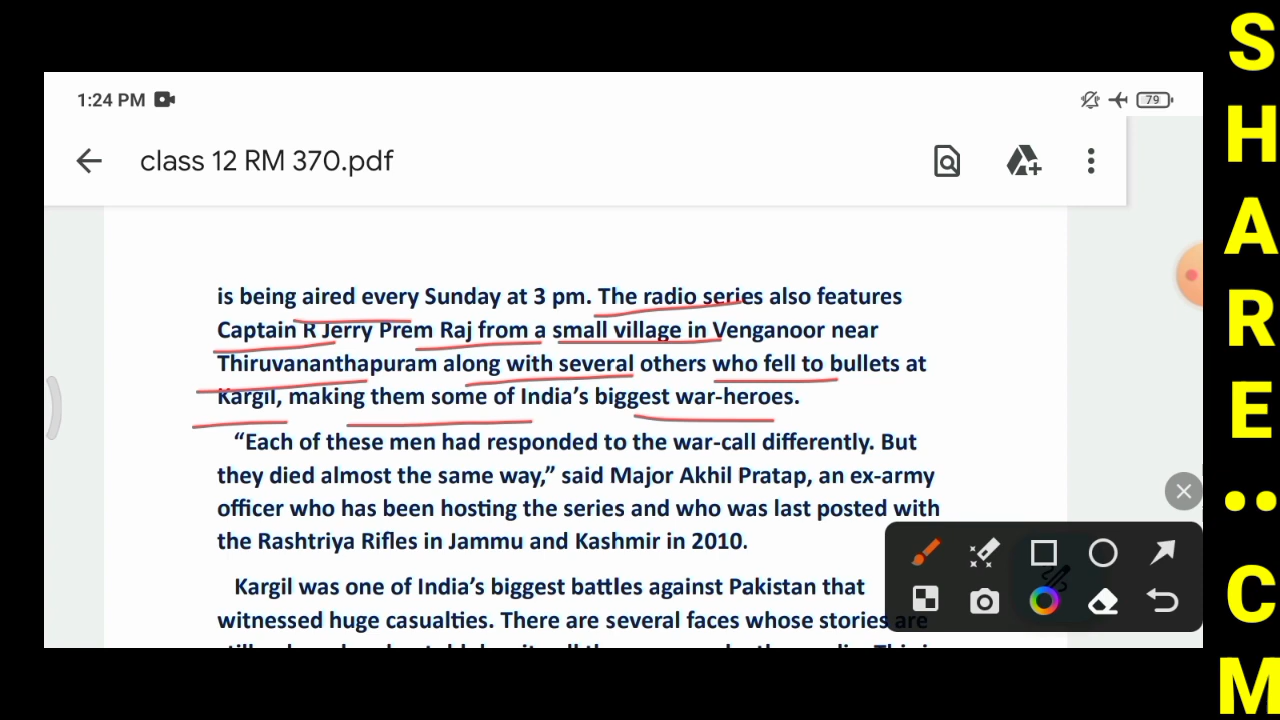 1:24 PM
79
class 12 RM 370.pdf
is being aired every Sunday at 3 pm. The radio series also features
Captain R Jerry Prem Raj from a small village in Venganoor near
Thiruvananthapuram along with several others who fell to bullets at
Kargil, making them some of India's biggest war-heroes.
“Each of these men had responded to the war-call differently. But
they died almost the same way,” said Major Akhil Pratap, an ex-army
officer who has been hosting the series and who was last posted with
the Rashtriya Rifles in Jammu and Kashmir in 2010.
Kargil was one of India's biggest battles against Pakistan that
witnessed huge casualties. There are several faces whose stories are
SHARE..CM